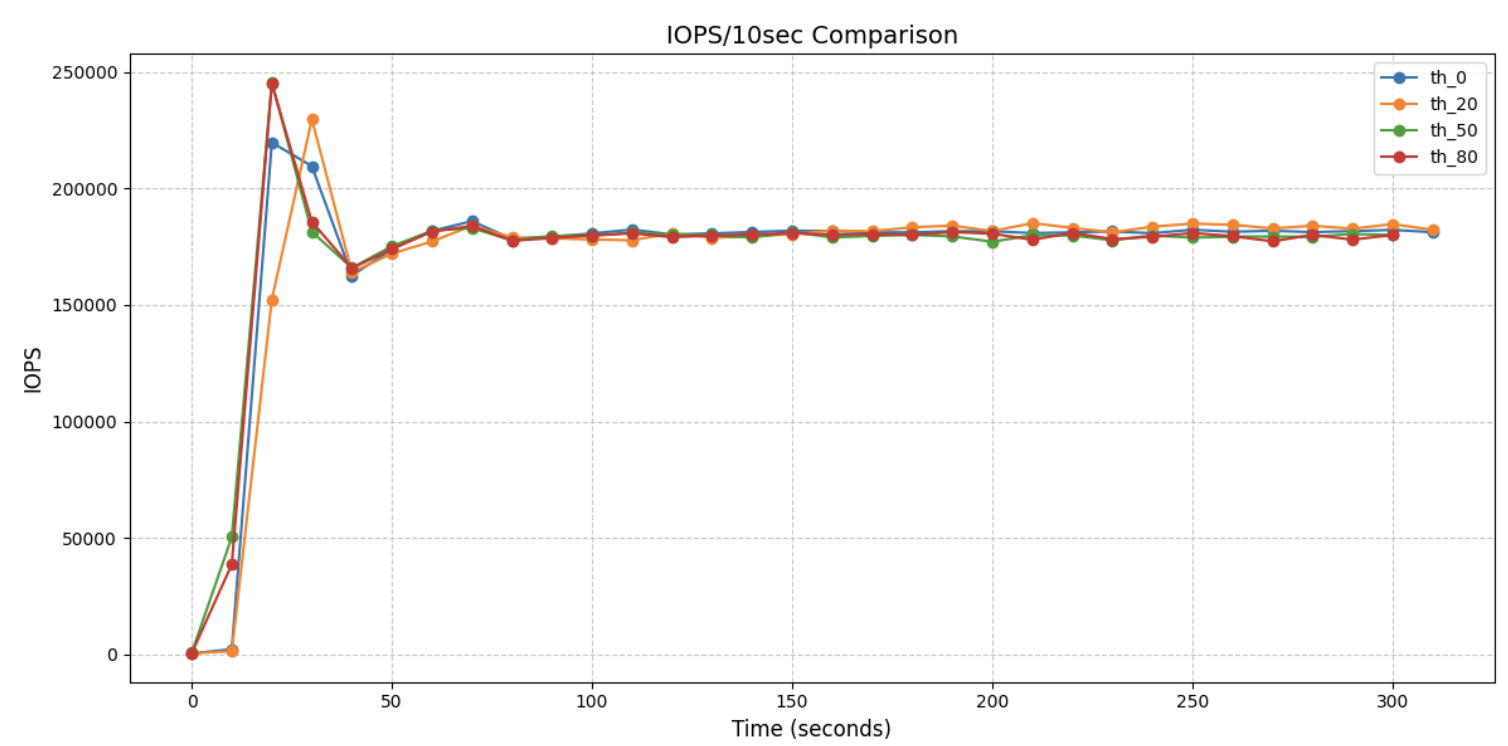 IOPS/10sec Comparison
250000
200000
150000
100000
50000
0
IOPS
th_0
th_20
th_50
th_80
0 50 100 150 200 250 300
Time (seconds)